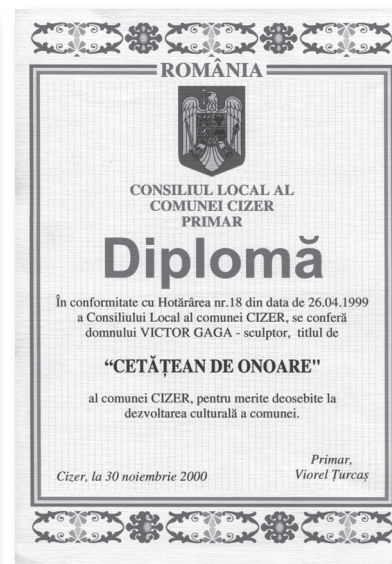 ROMÂNIA
CONSILIUL LOCAL AL
COMUNEI CIZER
PRIMAR
Diplomă
În conformitate cu Hotărârea nr.18 din data de 26.04.1999
a Consiliului Local al comunei CIZER, se conferă
domnului VICTOR GAGA - sculptor, titlul de
“CETĂȚEAN DE ONOARE"
al comunei CIZER, pentru merite deosebite la
dezvoltarea culturală a comunei.
Primar,
Cizer, la 30 noiembrie 2000 Viorel Țurcaș